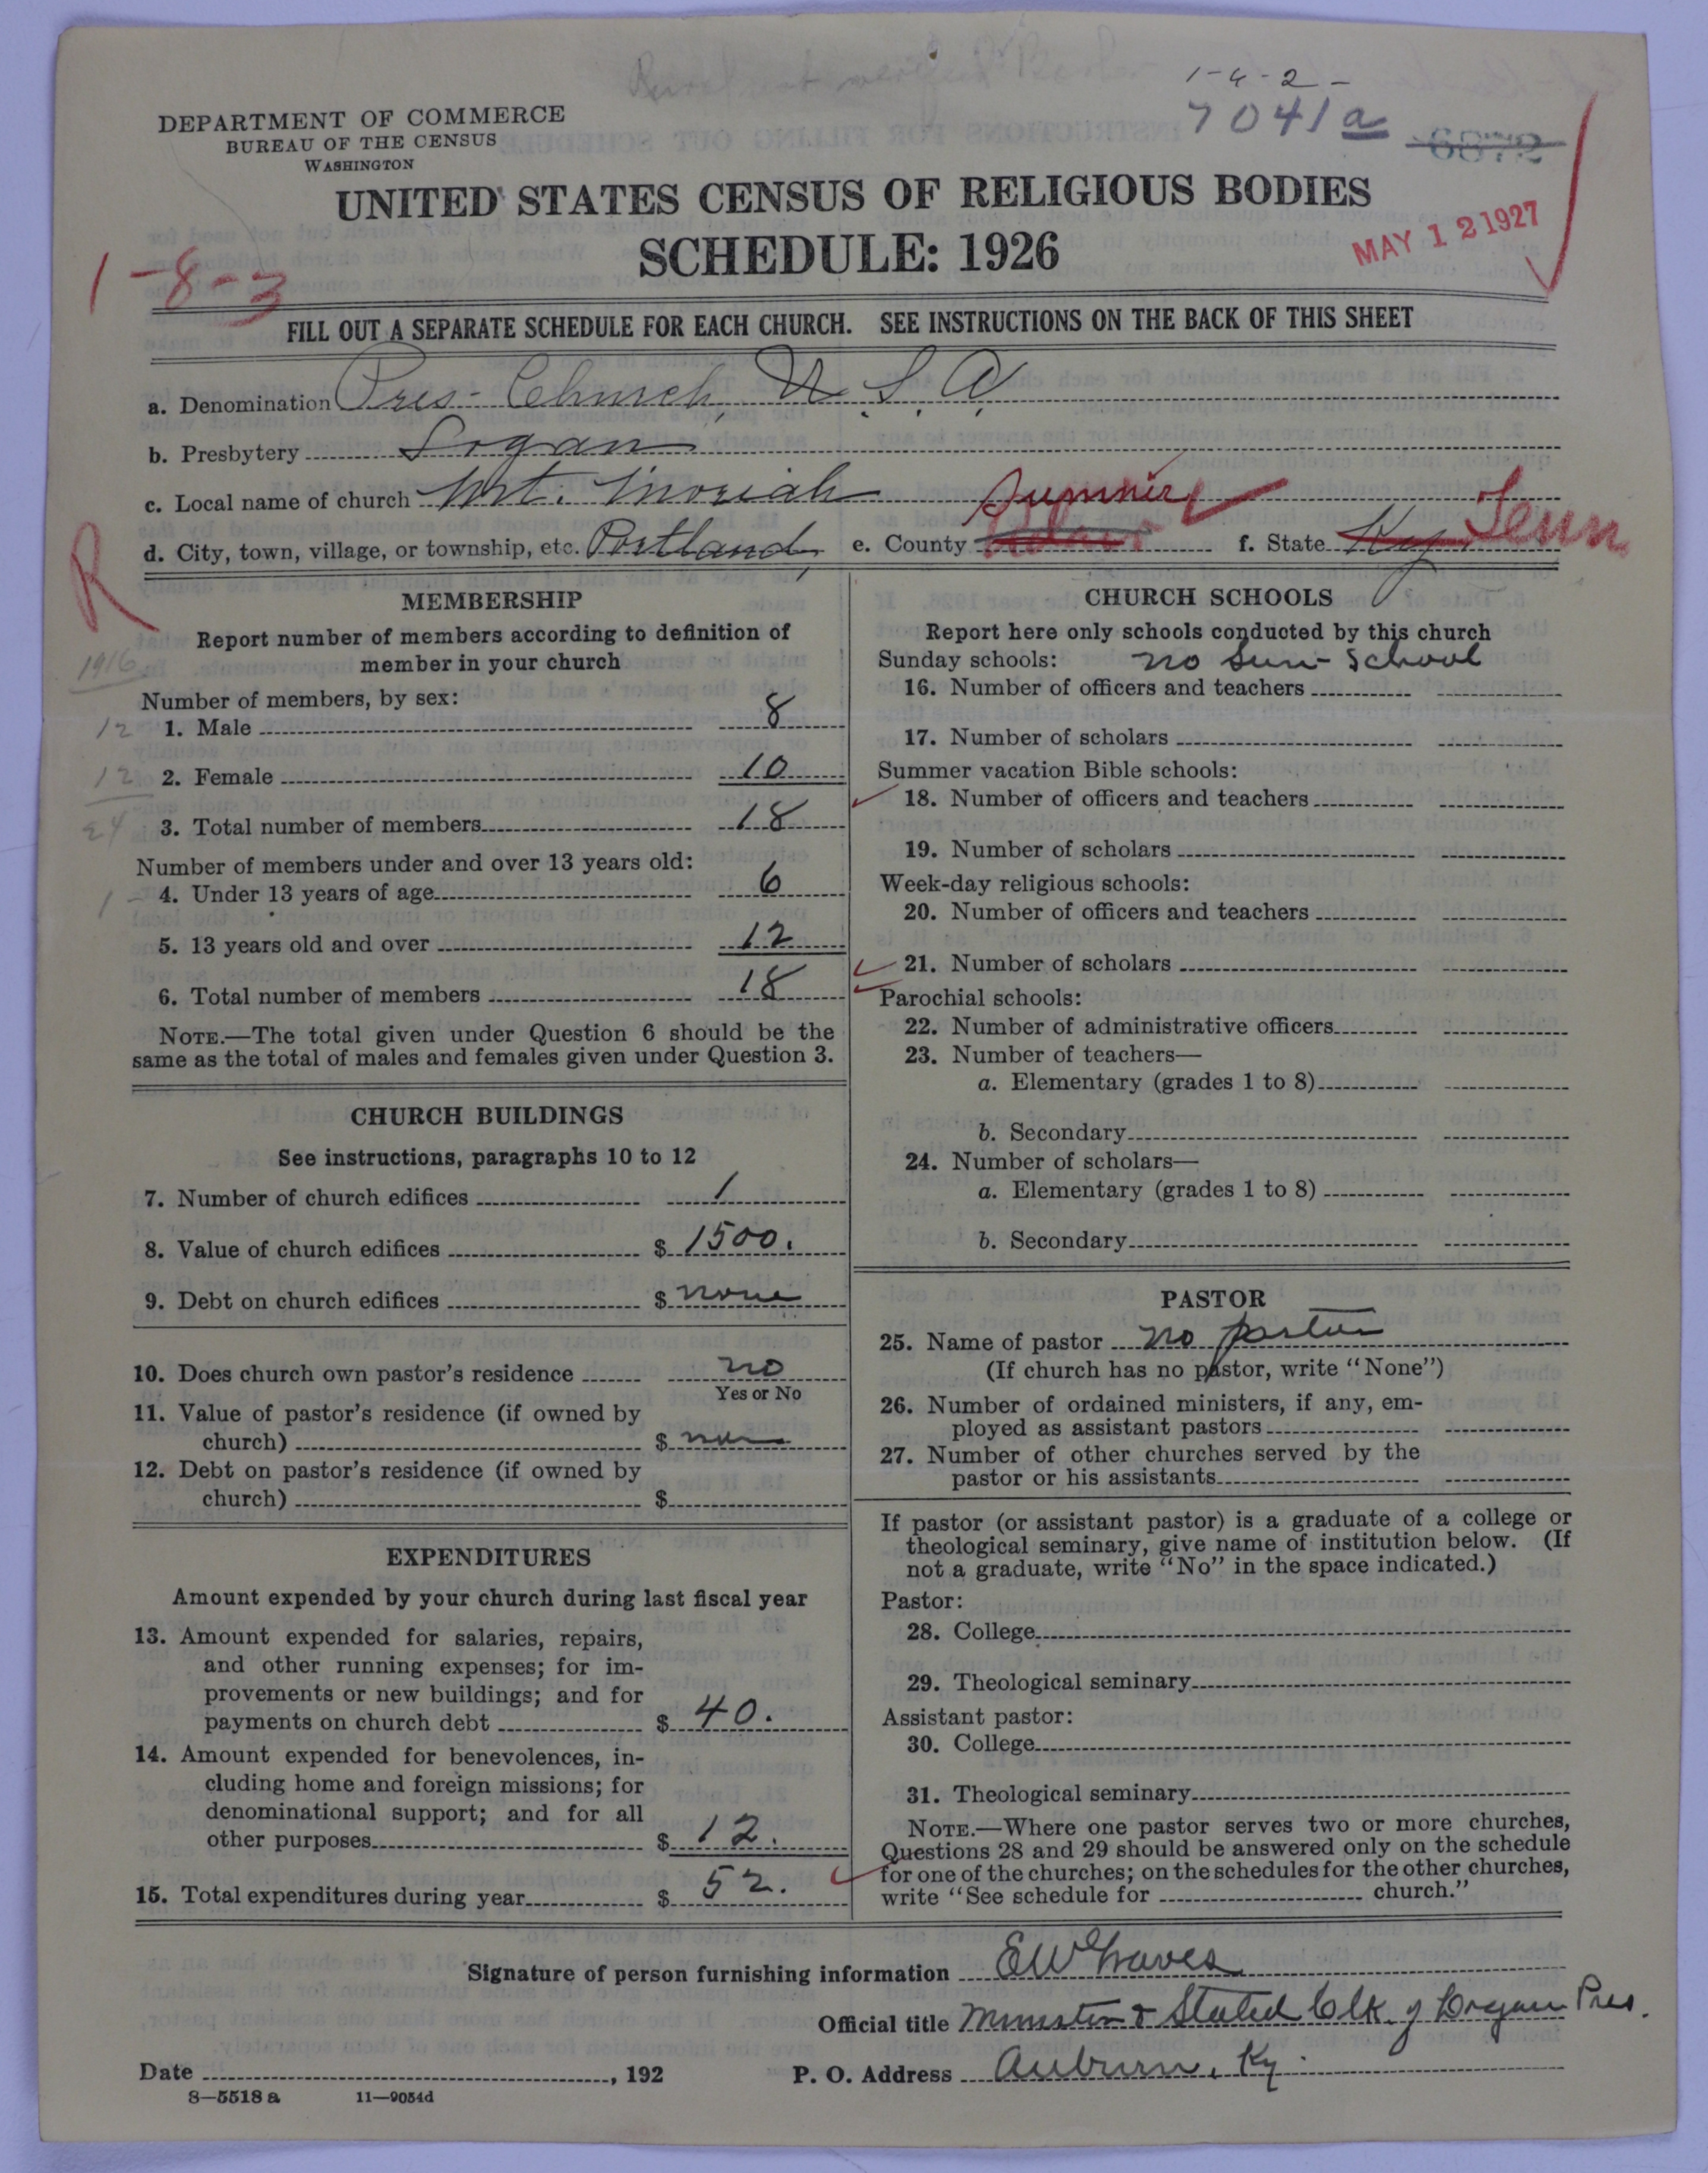 1-4-2-
7041a
6872
DEPARTMENT OF COMMERCE
BUREAU OF THE CENSUS
WASHINGTON
UNITED STATES CENSUS OF RELIGIOUS BODIES
SCHEDULE: 1926
MAY 12 1927
1-8-3
FILL OUT A SEPARATE SCHEDULE FOR EACH CHURCH. SEE INSTRUCTIONS ON THE BACK OF THIS SHEET
a. Denomination Pres- Church, U. S. A.
b. Presbytery Logan
c. Local name of church Mt. Moriah
d. City, town, village, or township, etc. Portland, e. County Sumner f. State Ky. Tenn
R
MEMBERSHIP
Report number of members according to definition of
member in your church
1916
Number of members, by sex:
12 1. Male 8
12 2. Female 10
24 3. Total number of members 18
Number of members under and over 13 years old:
1 - 4. Under 13 years of age 6
5. 13 years old and over 12
6. Total number of members 18
NOTE.—The total given under Question 6 should be the
same as the total of males and females given under Question 3.
CHURCH BUILDINGS
See instructions, paragraphs 10 to 12
7. Number of church edifices 1
8. Value of church edifices $ 1500.
9. Debt on church edifices $ none
10. Does church own pastor's residence no
Yes or No
11. Value of pastor's residence (if owned by
church) $
12. Debt on pastor's residence (if owned by
church) $
EXPENDITURES
Amount expended by your church during last fiscal year
13. Amount expended for salaries, repairs,
and other running expenses; for im-
provements or new buildings; and for
payments on church debt $ 40.
14. Amount expended for benevolences, in-
cluding home and foreign missions; for
denominational support; and for all
other purposes $ 12.
15. Total expenditures during year $ 52.
CHURCH SCHOOLS
Report here only schools conducted by this church
Sunday schools: no Sun- School
16. Number of officers and teachers
17. Number of scholars
Summer vacation Bible schools:
18. Number of officers and teachers
19. Number of scholars
Week-day religious schools:
20. Number of officers and teachers
21. Number of scholars
Parochial schools:
22. Number of administrative officers
23. Number of teachers—
a. Elementary (grades 1 to 8)
b. Secondary
24. Number of scholars—
a. Elementary (grades 1 to 8)
b. Secondary
PASTOR
25. Name of pastor no pastor
(If church has no pastor, write "None")
26. Number of ordained ministers, if any, em-
ployed as assistant pastors
27. Number of other churches served by the
pastor or his assistants
If pastor (or assistant pastor) is a graduate of a college or
theological seminary, give name of institution below. (If
not a graduate, write "No" in the space indicated.)
Pastor:
28. College
29. Theological seminary
Assistant pastor:
30. College
31. Theological seminary
NOTE.—Where one pastor serves two or more churches,
Questions 28 and 29 should be answered only on the schedule
for one of the churches; on the schedules for the other churches,
write "See schedule for church."
Signature of person furnishing information E W Graves
Official title Minister & Stated Clk. of Logan Pres.
Date , 192 P. O. Address Auburn, Ky.
8—5518 a 11—9054d